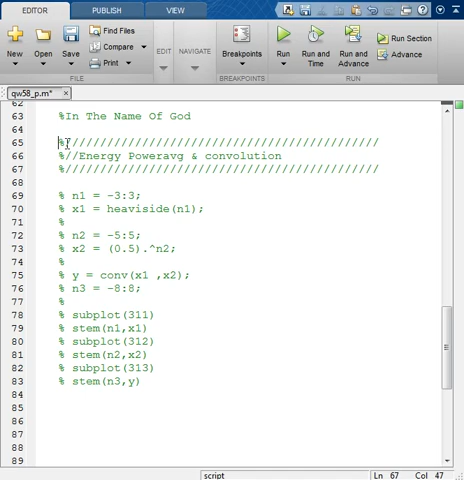 EDITOR PUBLISH VIEW
New Open Save
Find Files
Compare
Print
EDIT
NAVIGATE
Breakpoints
Run
Run and Time
Run and Advance
Run Section
Advance
FILE BREAKPOINTS RUN
qw58_p.m* ×
62
63 %In The Name Of God
64
65 %/////////////////////////////////////////////
66 %//Energy Poweravg & convolution
67 %/////////////////////////////////////////////
68
69 % n1 = -3:3;
70 % x1 = heaviside(n1);
71 %
72 % n2 = -5:5;
73 % x2 = (0.5).^n2;
74 %
75 % y = conv(x1 ,x2);
76 % n3 = -8:8;
77 %
78 % subplot(311)
79 % stem(n1,x1)
80 % subplot(312)
81 % stem(n2,x2)
82 % subplot(313)
83 % stem(n3,y)
84
85
86
87
88
89
script Ln 67 Col 47